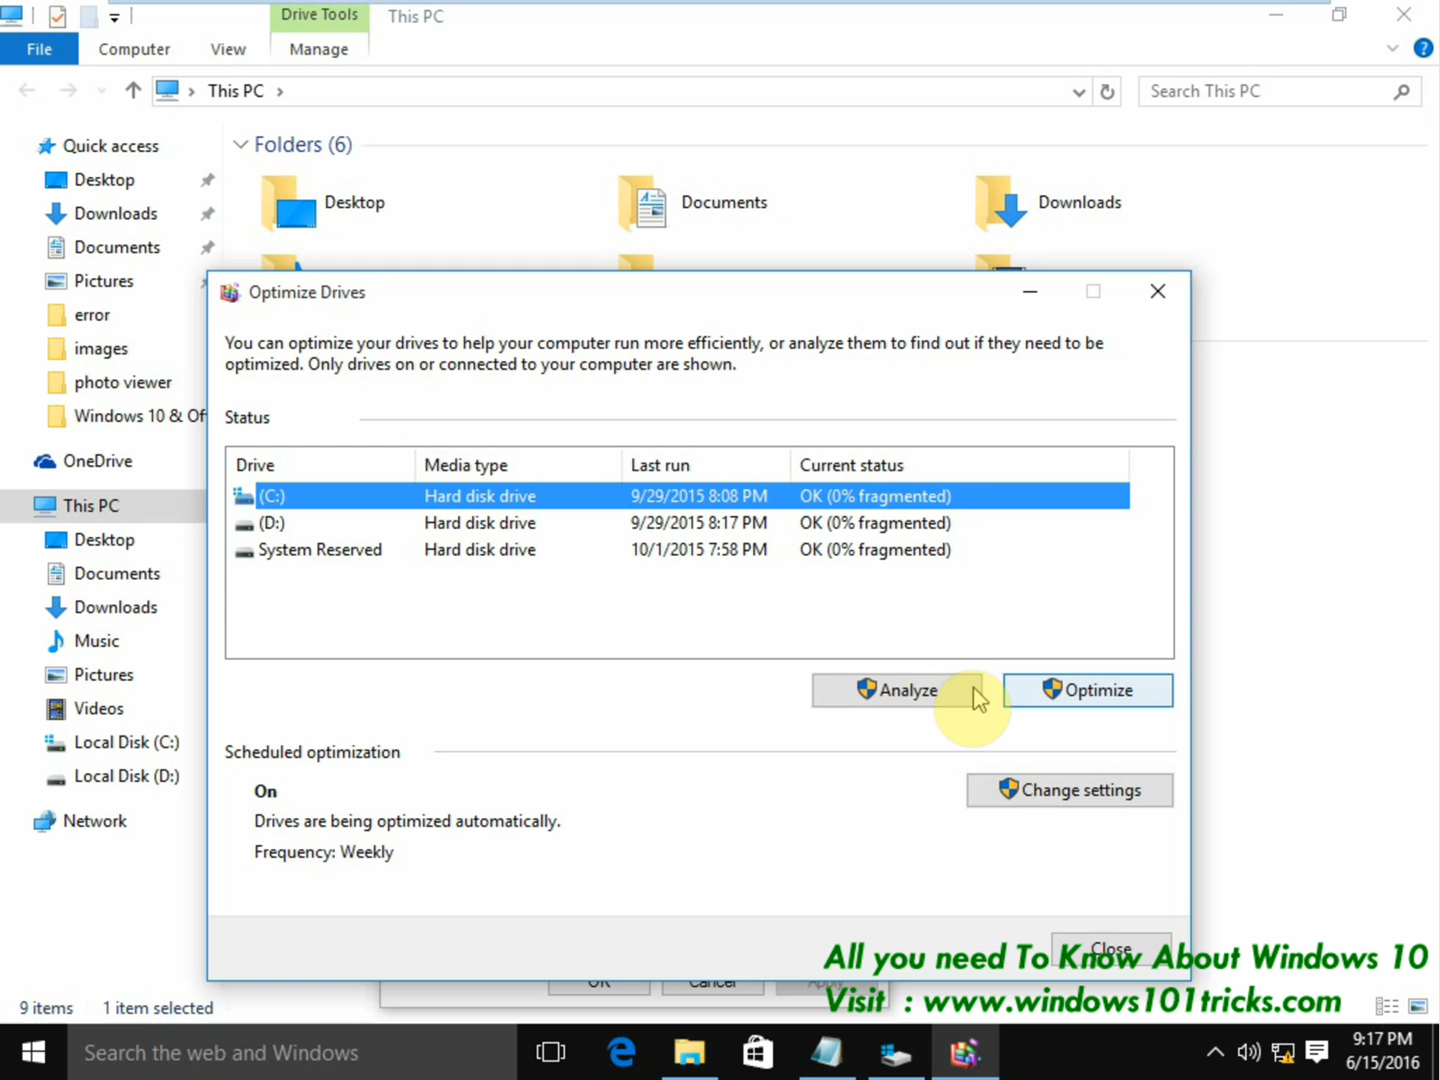 Drive Tools
This PC
File
Computer
View
Manage
This PC
Search This PC
Quick access
Desktop
Downloads
Documents
Pictures
error
images
photo viewer
Windows 10 & Of
OneDrive
This PC
Desktop
Documents
Downloads
Music
Pictures
Videos
Local Disk (C:)
Local Disk (D:)
Network
Folders (6)
Desktop
Documents
Downloads
Optimize Drives
You can optimize your drives to help your computer run more efficiently, or analyze them to find out if they need to be
optimized. Only drives on or connected to your computer are shown.
Status
Drive Media type Last run Current status
(C:) Hard disk drive 9/29/2015 8:08 PM OK (0% fragmented)
(D:) Hard disk drive 9/29/2015 8:17 PM OK (0% fragmented)
System Reserved Hard disk drive 10/1/2015 7:58 PM OK (0% fragmented)
Analyze
Optimize
Scheduled optimization
On
Change settings
Drives are being optimized automatically.
Frequency: Weekly
Close
All you need To Know About Windows 10
OK
Cancel
Apply
Visit : www.windows101tricks.com
9 items
1 item selected
Search the web and Windows
9:17 PM
6/15/2016